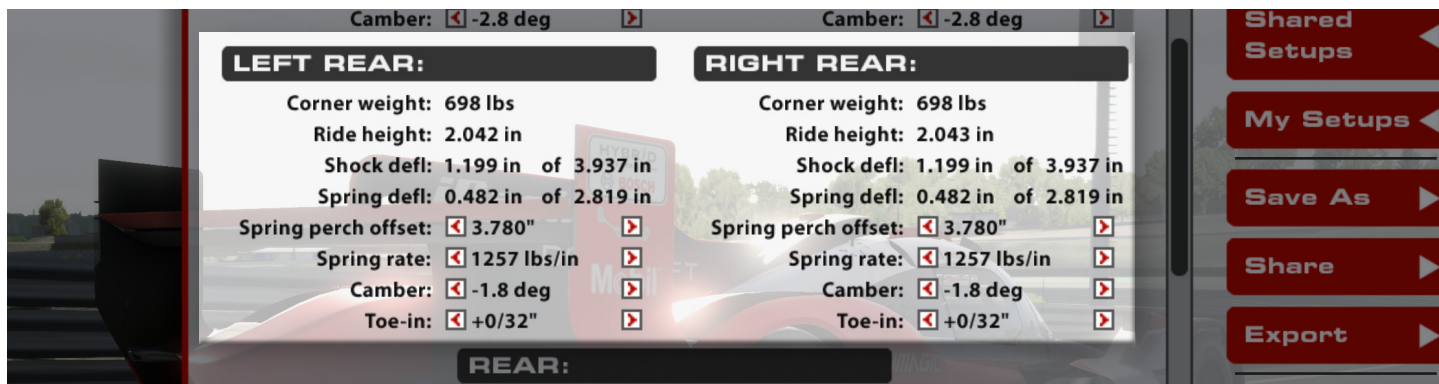 Camber: -2.8 deg
Camber: -2.8 deg
LEFT REAR:
Corner weight: 698 lbs
Ride height: 2.042 in
Shock defl: 1.199 in of 3.937 in
Spring defl: 0.482 in of 2.819 in
Spring perch offset: 3.780"
Spring rate: 1257 lbs/in
Camber: -1.8 deg
Toe-in: +0/32"
RIGHT REAR:
Corner weight: 698 lbs
Ride height: 2.043 in
Shock defl: 1.199 in of 3.937 in
Spring defl: 0.482 in of 2.819 in
Spring perch offset: 3.780"
Spring rate: 1257 lbs/in
Camber: -1.8 deg
Toe-in: +0/32"
REAR:
Shared
Setups
My Setups
Save As
Share
Export
HYBRID
BOSCH
Mobil